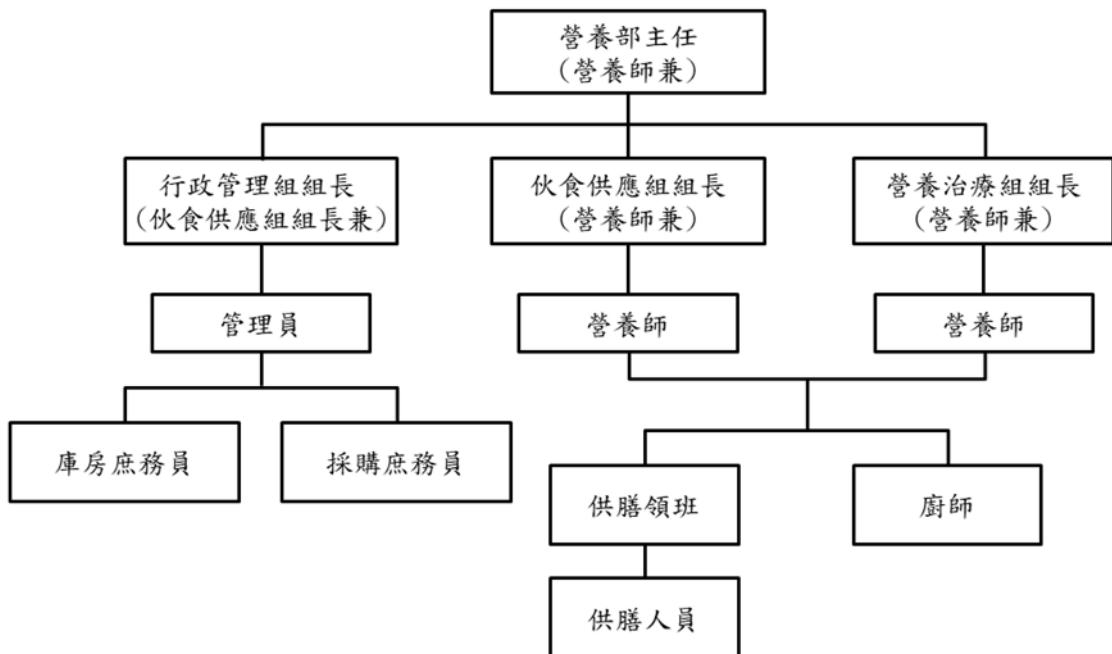 營養部主任
(營養師兼)
行政管理組組長
(伙食供應組組長兼)
伙食供應組組長
(營養師兼)
營養治療組組長
(營養師兼)
管理員
營養師
營養師
庫房庶務員
採購庶務員
供膳領班
廚師
供膳人員